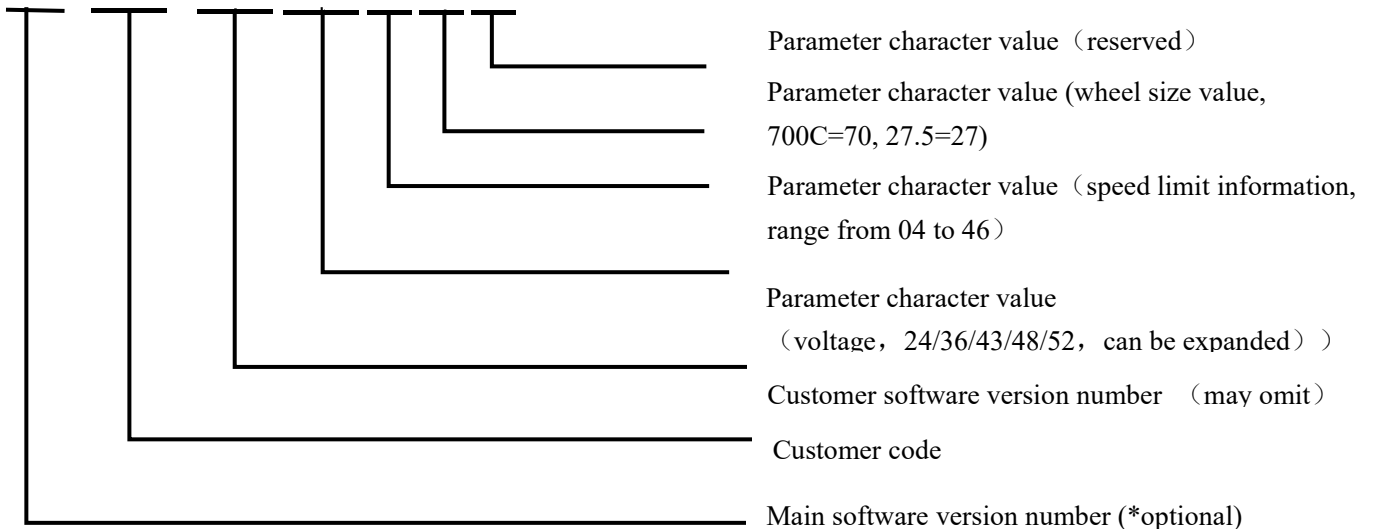 Parameter character value（reserved）
Parameter character value (wheel size value,
700C=70, 27.5=27)
Parameter character value（speed limit information,
range from 04 to 46）
Parameter character value
（voltage，24/36/43/48/52，can be expanded））
Customer software version number （may omit）
Customer code
Main software version number (*optional)